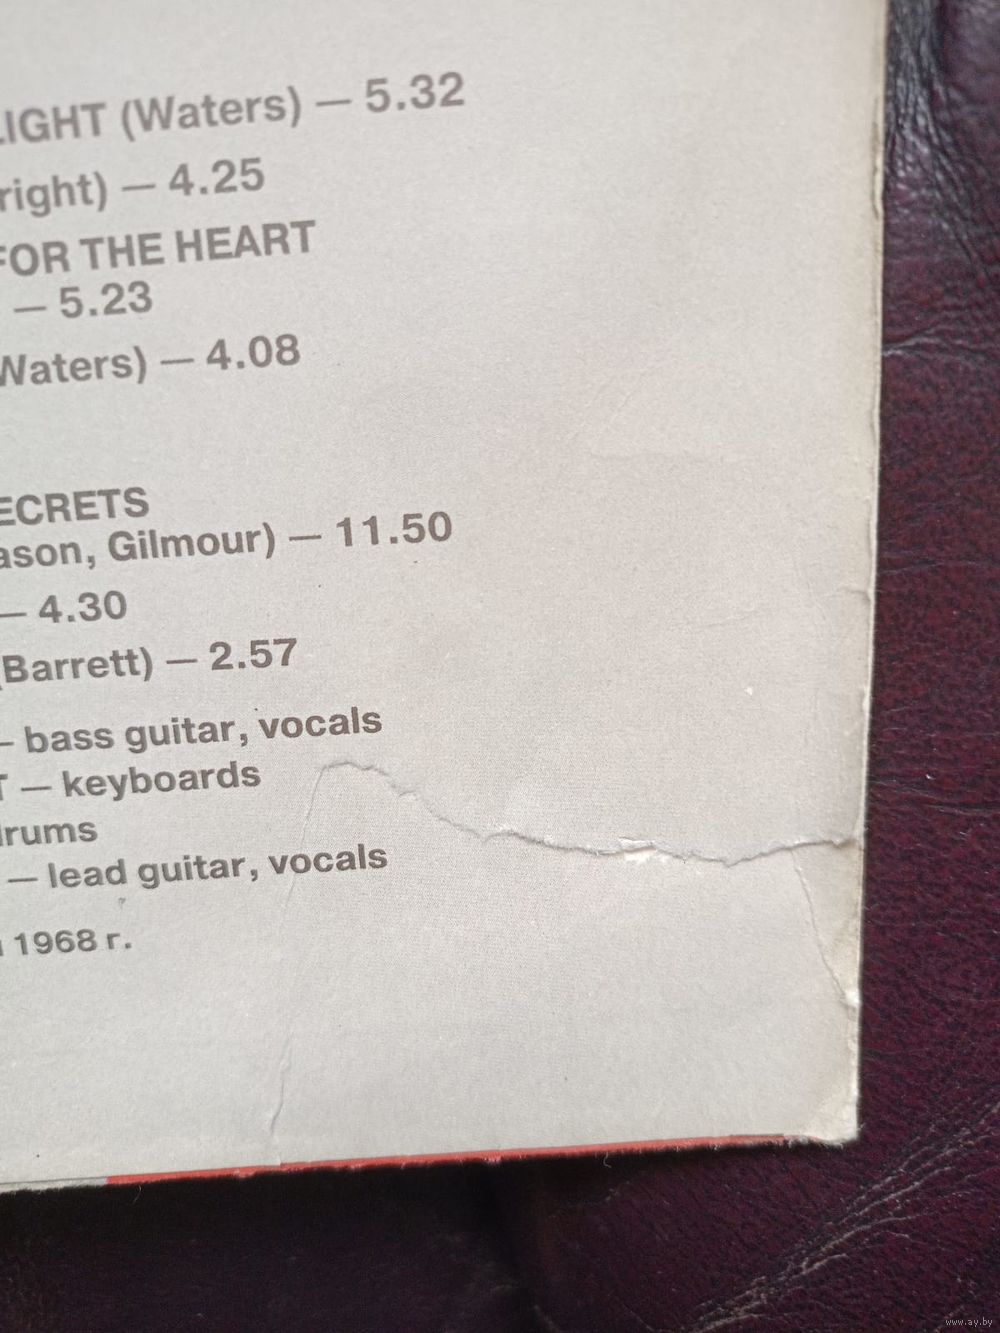 LIGHT (Waters) — 5.32
right) — 4.25
FOR THE HEART
— 5.23
Waters) — 4.08
ECRETS
ason, Gilmour) — 11.50
— 4.30
(Barrett) — 2.57
— bass guitar, vocals
T — keyboards
drums
— lead guitar, vocals
1968 г.
www.ay.by